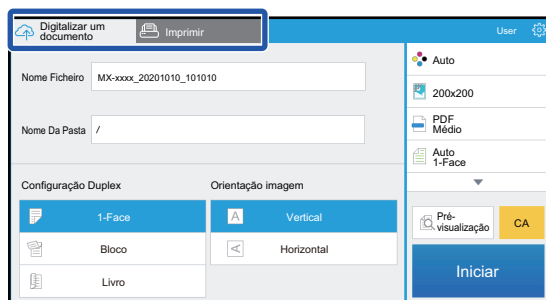 Digitalizar um
documento
Imprimir
User
Nome Ficheiro
MX-xxxx_20201010_101010
Nome Da Pasta
/
Configuração Duplex
Orientação imagem
1-Face
Bloco
Livro
A
Vertical
A
Horizontal
Auto
200x200
PDF
Médio
Auto
1-Face
Pré-
visualização
CA
Iniciar